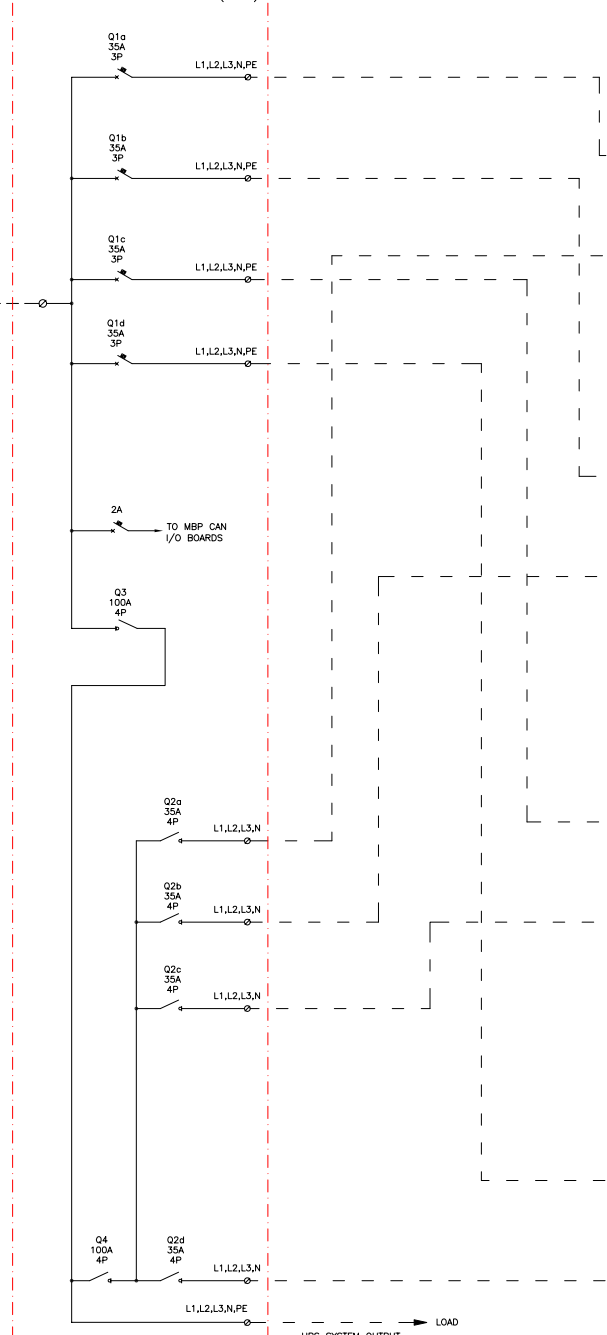 Q1a
35A
3P
L1,L2,L3,N,PE
Q1b
35A
3P
L1,L2,L3,N,PE
Q1c
35A
3P
L1,L2,L3,N,PE
Q1d
35A
3P
L1,L2,L3,N,PE
2A
TO MBP CAN
I/O BOARDS
Q3
100A
4P
Q2a
35A
4P
L1,L2,L3,N
Q2b
35A
4P
L1,L2,L3,N
Q2c
35A
4P
L1,L2,L3,N
Q4
100A
4P
Q2d
35A
4P
L1,L2,L3,N
L1,L2,L3,N,PE
LOAD
UPS SYSTEM OUTPUT